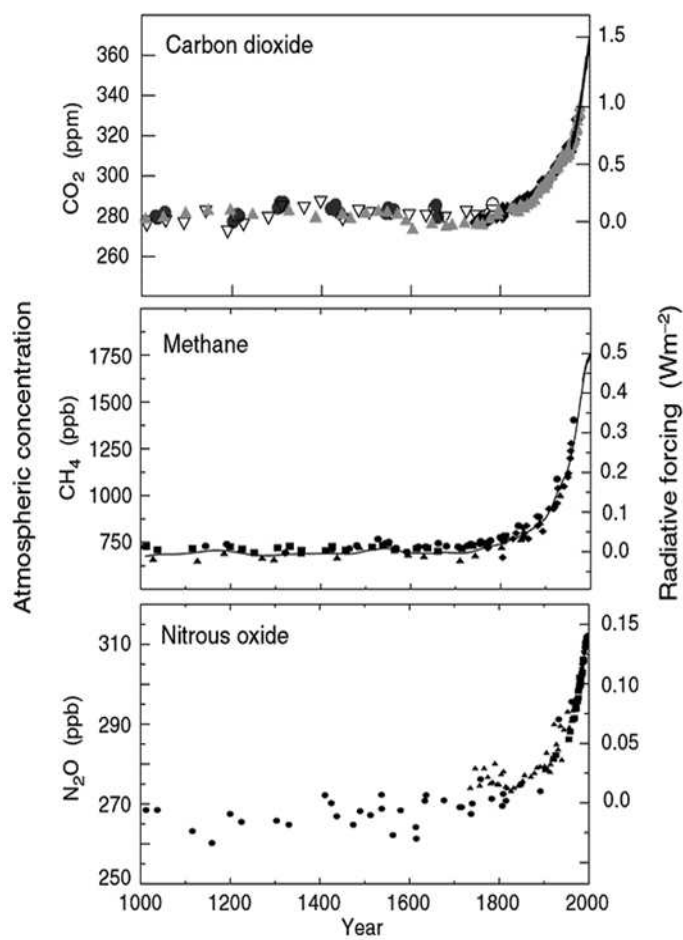 Atmospheric concentration
Carbon dioxide
CO2 (ppm)
360
340
320
300
280
260
1.5
1.0
0.5
0.0
Methane
CH4 (ppb)
1750
1500
1250
1000
750
0.5
0.4
0.3
0.2
0.1
0.0
Radiative forcing (Wm−2)
Nitrous oxide
N2O (ppb)
310
290
270
250
0.15
0.10
0.05
0.0
1000 1200 1400 1600 1800 2000
Year